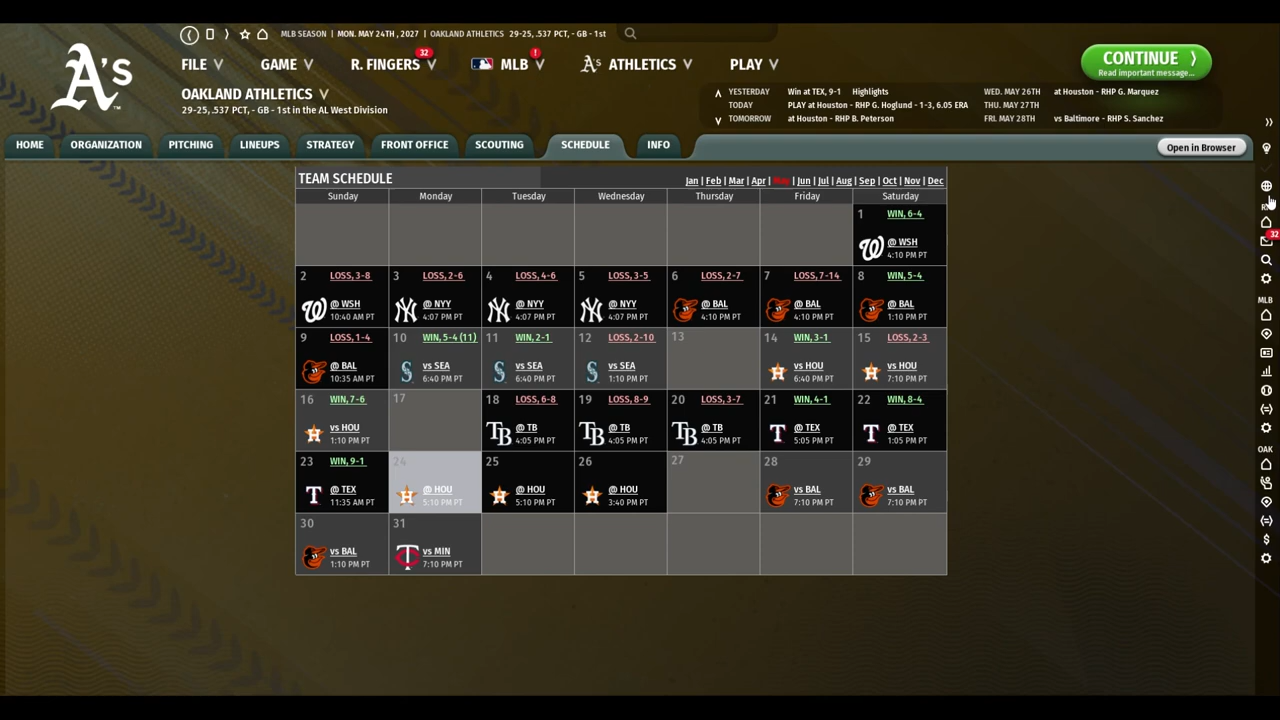 MLB SEASON | MON. MAY 24TH , 2027 | OAKLAND ATHLETICS 29-25, .537 PCT, - GB - 1st
FILE GAME R. FINGERS 32 MLB ! A's ATHLETICS PLAY
CONTINUE
Read important message...
A's
OAKLAND ATHLETICS
29-25, .537 PCT, - GB - 1st in the AL West Division
YESTERDAY Win at TEX, 9-1 Highlights WED. MAY 26TH at Houston - RHP G. Marquez
TODAY PLAY at Houston - RHP G. Hoglund - 1-3, 6.05 ERA THU. MAY 27TH
TOMORROW at Houston - RHP B. Peterson FRI. MAY 28TH vs Baltimore - RHP S. Sanchez
HOME ORGANIZATION PITCHING LINEUPS STRATEGY FRONT OFFICE SCOUTING SCHEDULE INFO
Open in Browser
TEAM SCHEDULE
Jan | Feb | Mar | Apr | May | Jun | Jul | Aug | Sep | Oct | Nov | Dec
Sunday Monday Tuesday Wednesday Thursday Friday Saturday
1 WIN, 6-4
@ WSH
4:10 PM PT
2 LOSS, 3-8 3 LOSS, 2-6 4 LOSS, 4-6 5 LOSS, 3-5 6 LOSS, 2-7 7 LOSS, 7-14 8 WIN, 5-4
@ WSH @ NYY @ NYY @ NYY @ BAL @ BAL @ BAL
10:40 AM PT 4:07 PM PT 4:07 PM PT 4:07 PM PT 4:10 PM PT 4:10 PM PT 1:10 PM PT
9 LOSS, 1-4 10 WIN, 5-4 (11) 11 WIN, 2-1 12 LOSS, 2-10 13 14 WIN, 3-1 15 LOSS, 2-3
@ BAL vs SEA vs SEA vs SEA vs HOU vs HOU
10:35 AM PT 6:40 PM PT 6:40 PM PT 1:10 PM PT 6:40 PM PT 7:10 PM PT
16 WIN, 7-6 17 18 LOSS, 6-8 19 LOSS, 8-9 20 LOSS, 3-7 21 WIN, 4-1 22 WIN, 8-4
vs HOU @ TB @ TB @ TB @ TEX @ TEX
1:10 PM PT 4:05 PM PT 4:05 PM PT 4:05 PM PT 5:05 PM PT 1:05 PM PT
23 WIN, 9-1 24 25 26 27 28 29
@ TEX @ HOU @ HOU @ HOU vs BAL vs BAL
11:35 AM PT 5:10 PM PT 5:10 PM PT 3:40 PM PT 7:10 PM PT 7:10 PM PT
30 31
vs BAL vs MIN
1:10 PM PT 7:10 PM PT
32
MLB
OAK